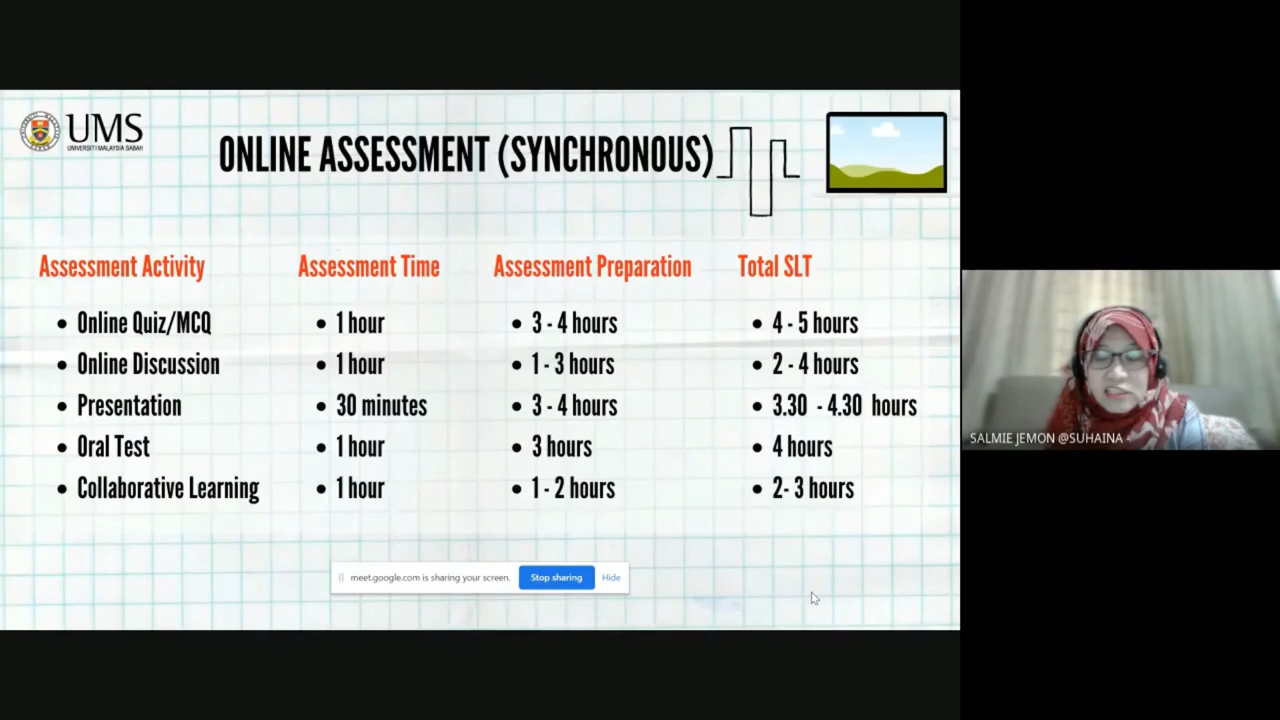 UMS
UNIVERSITI MALAYSIA SABAH
ONLINE ASSESSMENT (SYNCHRONOUS)
Assessment Activity Assessment Time Assessment Preparation Total SLT
• Online Quiz/MCQ • 1 hour • 3 - 4 hours • 4 - 5 hours
• Online Discussion • 1 hour • 1 - 3 hours • 2 - 4 hours
• Presentation • 30 minutes • 3 - 4 hours • 3.30 - 4.30 hours
• Oral Test • 1 hour • 3 hours • 4 hours
• Collaborative Learning • 1 hour • 1 - 2 hours • 2- 3 hours
meet.google.com is sharing your screen. Stop sharing Hide
SALMIE JEMON @SUHAINA -